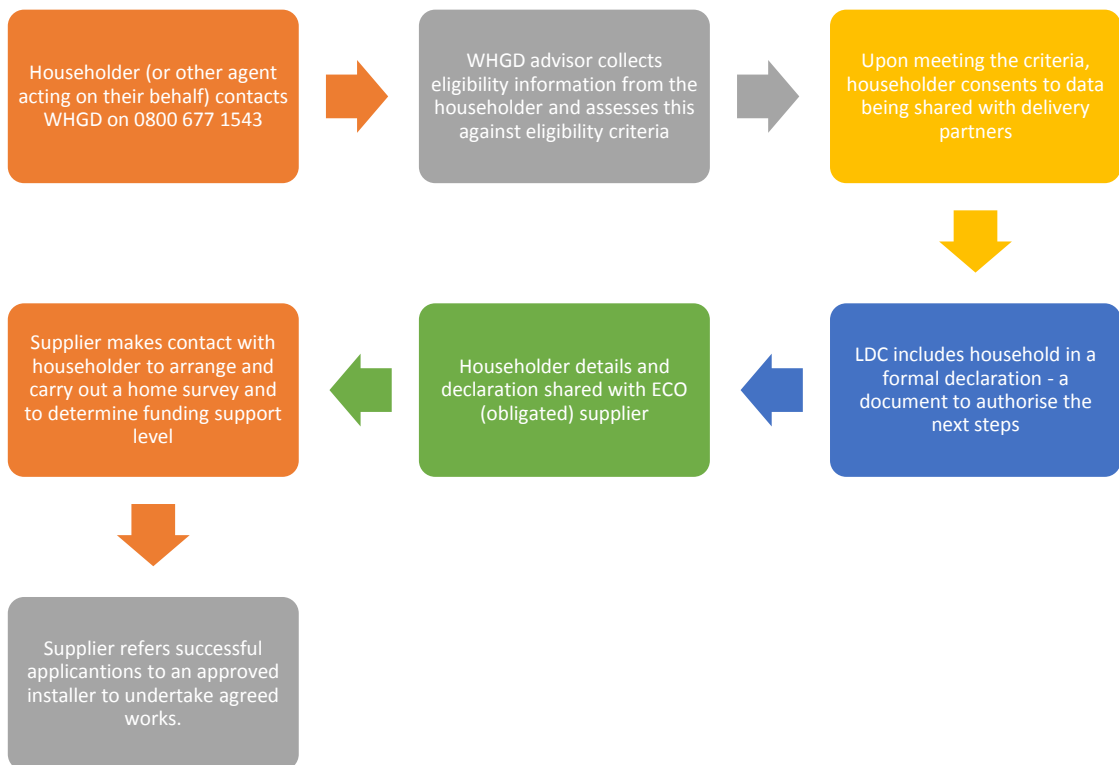 Householder (or other agent
acting on their behalf) contacts
WHGD on 0800 677 1543
WHGD advisor collects
eligibility information from the
householder and assesses this
against eligibility criteria
Upon meeting the criteria,
householder consents to data
being shared with delivery
partners
LDC includes household in a
formal declaration - a
document to authorise the
next steps
Householder details and
declaration shared with ECO
(obligated) supplier
Supplier makes contact with
householder to arrange and
carry out a home survey and
to determine funding support
level
Supplier refers successful
applicantions to an approved
installer to undertake agreed
works.